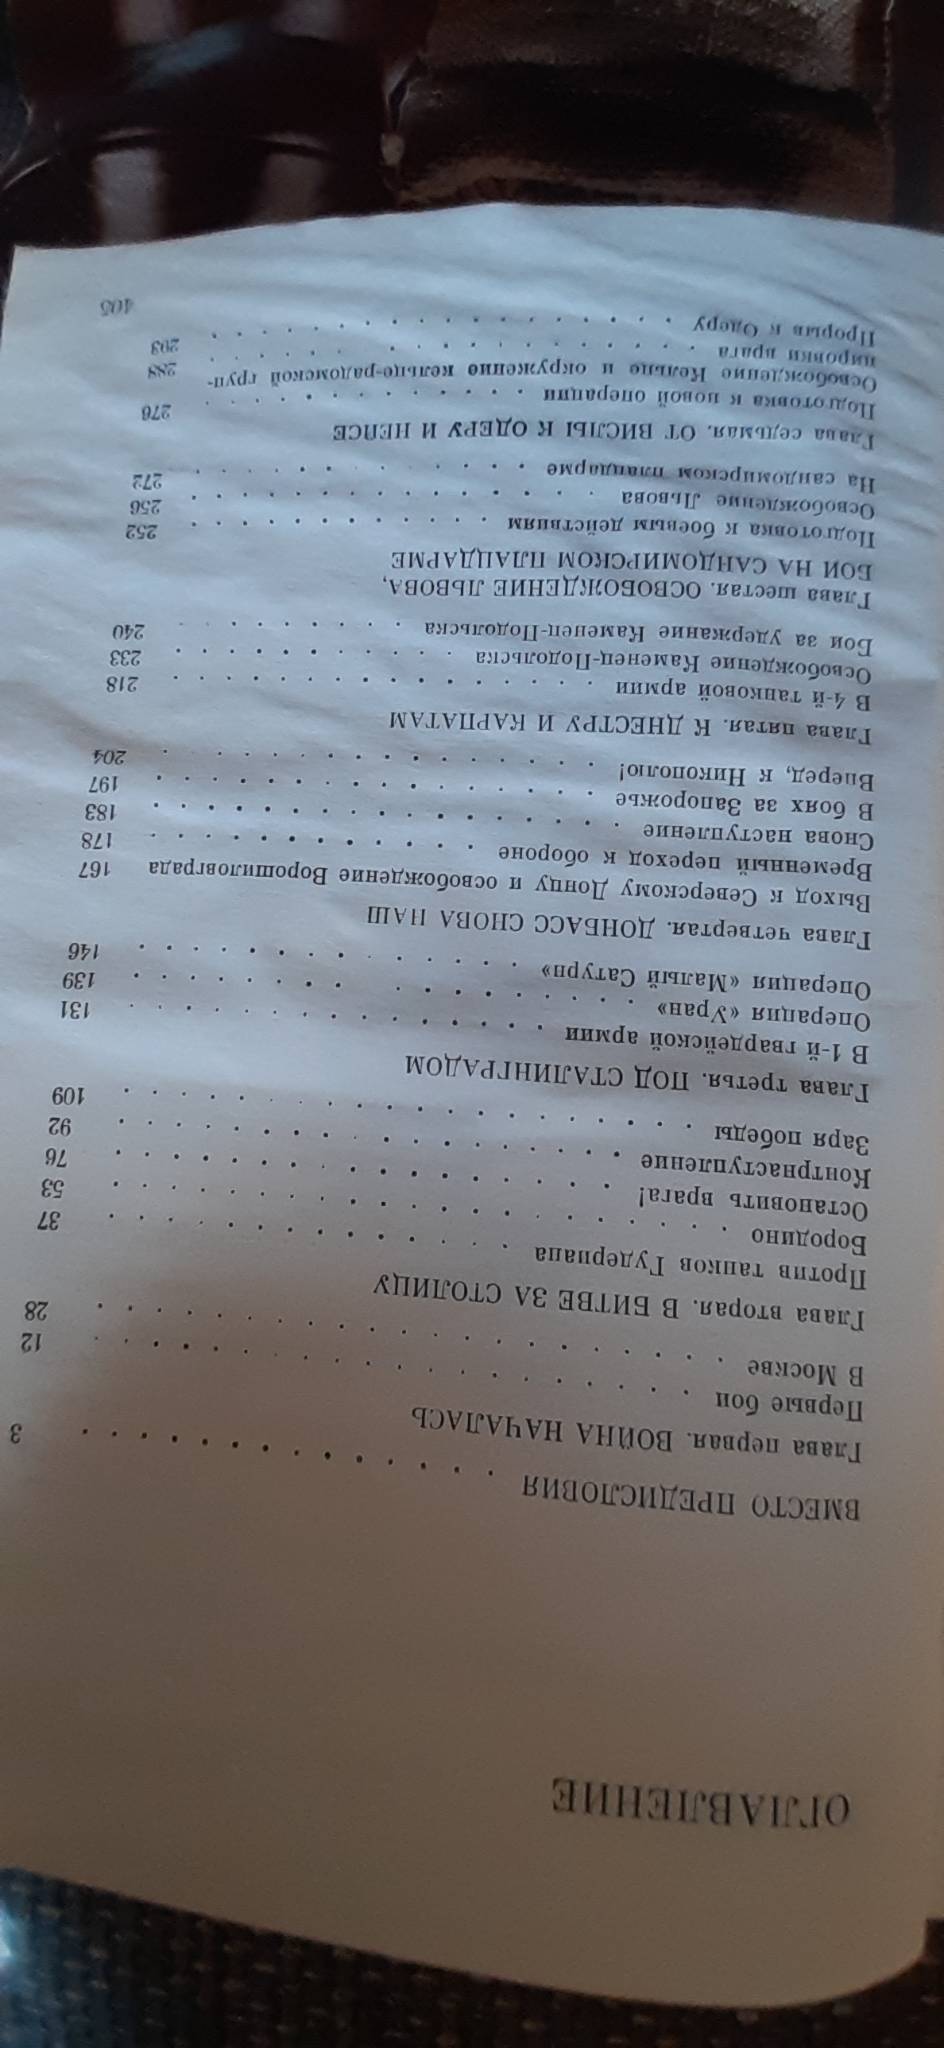 ОГЛАВЛЕНИЕ
ВМЕСТО ПРЕДИСЛОВИЯ . . . . . . . . . . . 3
Глава первая. ВОЙНА НАЧАЛАСЬ
Первые бои . . . . . . . . . . . . . . . 12
В Москве . . . . . . . . . . . . . . . 28
Глава вторая. В БИТВЕ ЗА СТОЛИЦУ
Против танков Гудериана . . . . . . . . . . 37
Бородино . . . . . . . . . . . . . . . 53
Остановить врага! . . . . . . . . . . . . 76
Контрнаступление . . . . . . . . . . . . 92
Заря победы . . . . . . . . . . . . . . 109
Глава третья. ПОД СТАЛИНГРАДОМ
В 1-й гвардейской армии . . . . . . . . . . 131
Операция «Уран» . . . . . . . . . . . . 139
Операция «Малый Сатурн» . . . . . . . . . 146
Глава четвертая. ДОНБАСС СНОВА НАШ
Выход к Северскому Донцу и освобождение Ворошиловграда 167
Временный переход к обороне . . . . . . . . 178
Снова наступление . . . . . . . . . . . . 183
В боях за Запорожье . . . . . . . . . . . 197
Вперед, к Никополю! . . . . . . . . . . . 204
Глава пятая. К ДНЕСТРУ И КАРПАТАМ
В 4-й танковой армии . . . . . . . . . . . 218
Освобождение Каменец-Подольска . . . . . . . 233
Бои за удержание Каменец-Подольска . . . . . . 240
Глава шестая. ОСВОБОЖДЕНИЕ ЛЬВОВА,
БОИ НА САНДОМИРСКОМ ПЛАЦДАРМЕ
Подготовка к боевым действиям . . . . . . . . 252
Освобождение Львова . . . . . . . . . . . 256
На сандомирском плацдарме . . . . . . . . . 272
Глава седьмая. ОТ ВИСЛЫ К ОДЕРУ И НЕЙСЕ
Подготовка к новой операции . . . . . . . . 276
Освобождение Кельце и окружение кельце-радомской груп-
пировки врага . . . . . . . . . . . . . 288
Прорыв к Одеру . . . . . . . . . . . . . 293
405